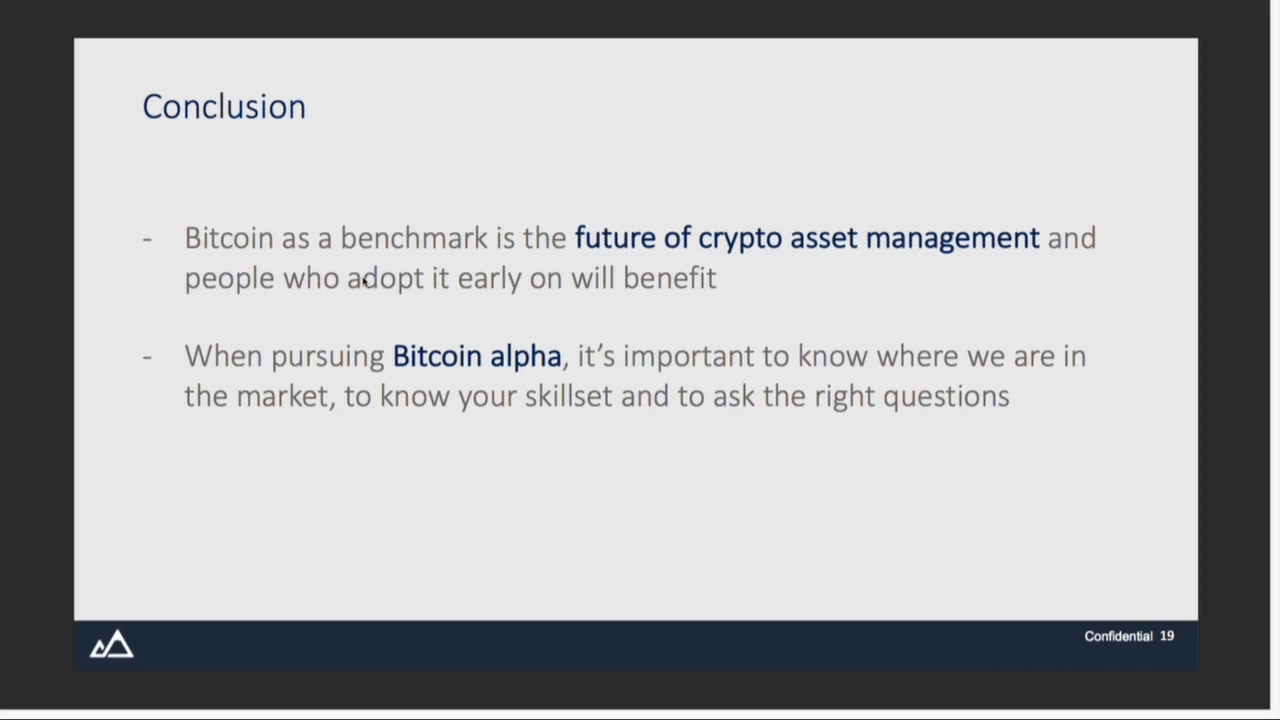 Conclusion
- Bitcoin as a benchmark is the future of crypto asset management and
people who adopt it early on will benefit
- When pursuing Bitcoin alpha, it’s important to know where we are in
the market, to know your skillset and to ask the right questions
Confidential 19